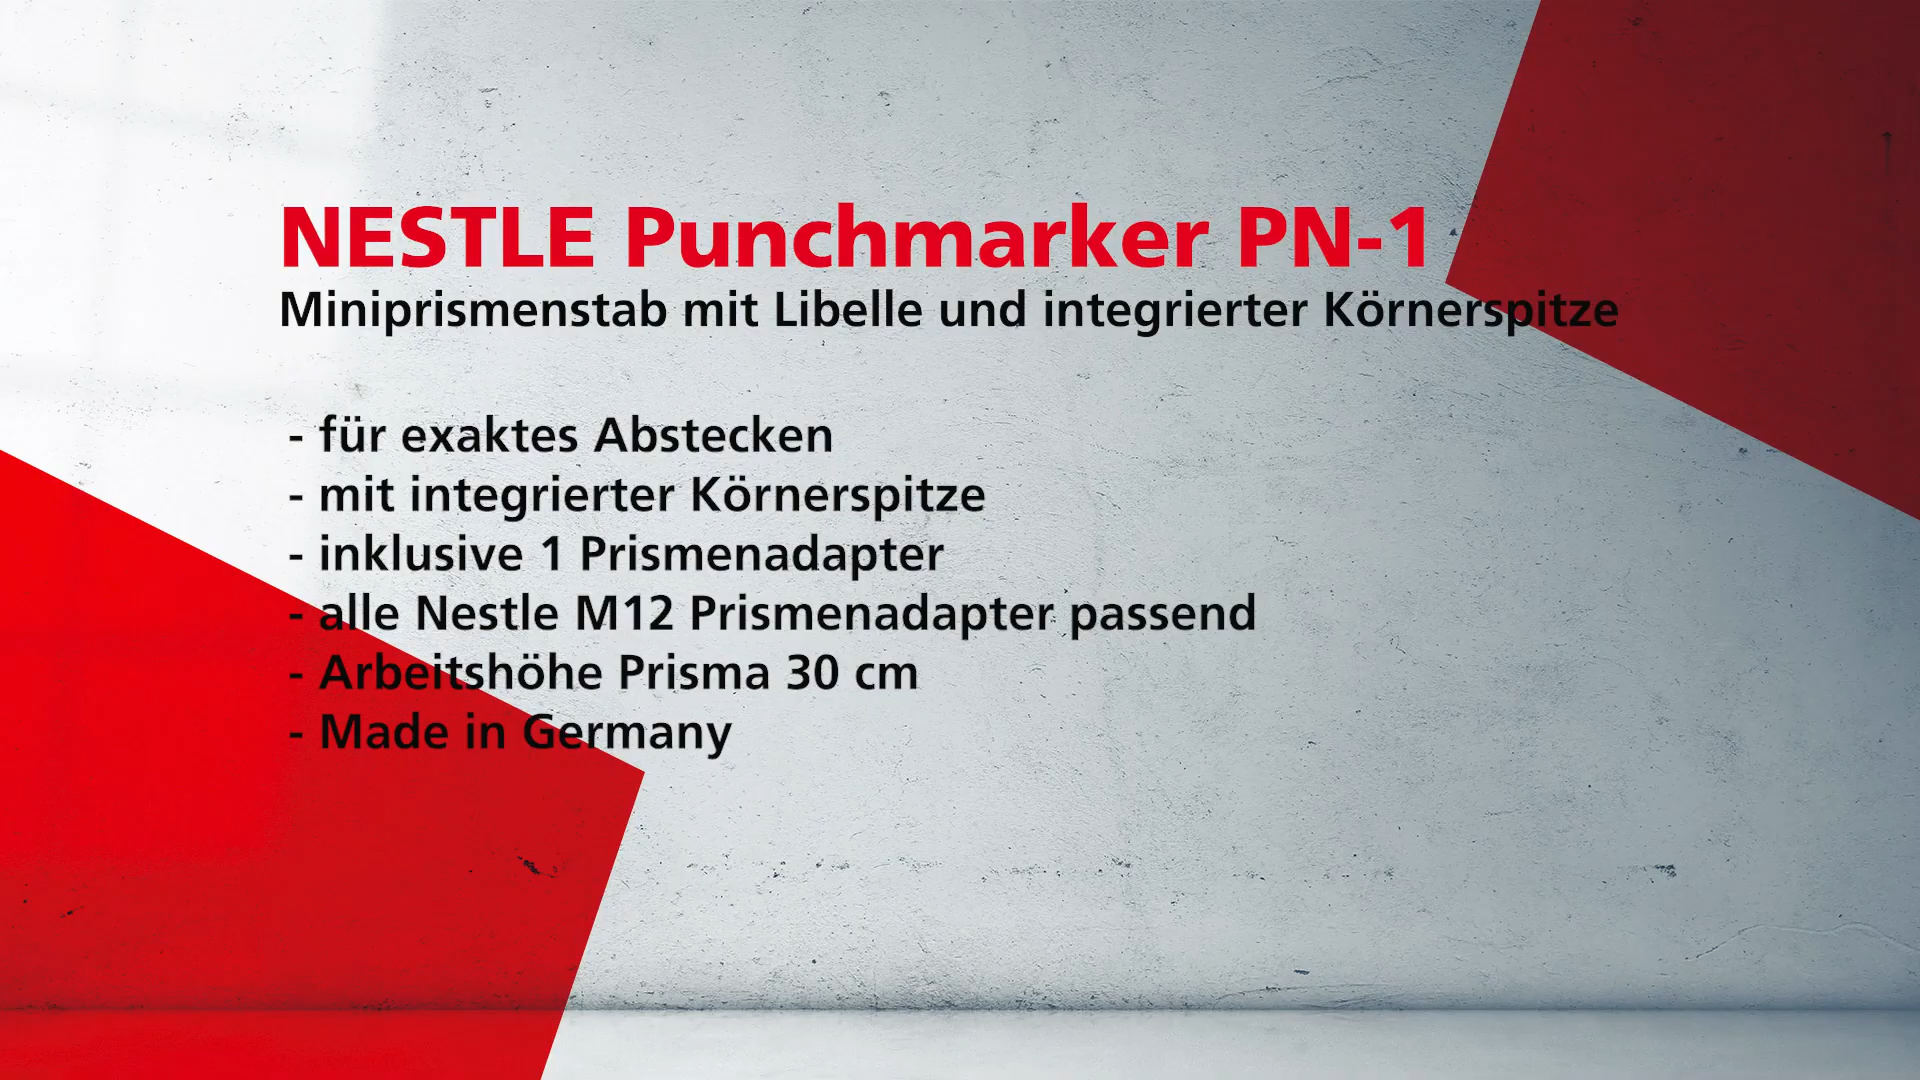 NESTLE Punchmarker PN-1
Miniprismenstab mit Libelle und integrierter Körnerspitze
- für exaktes Abstecken
- mit integrierter Körnerspitze
- inklusive 1 Prismenadapter
- alle Nestle M12 Prismenadapter passend
- Arbeitshöhe Prisma 30 cm
- Made in Germany